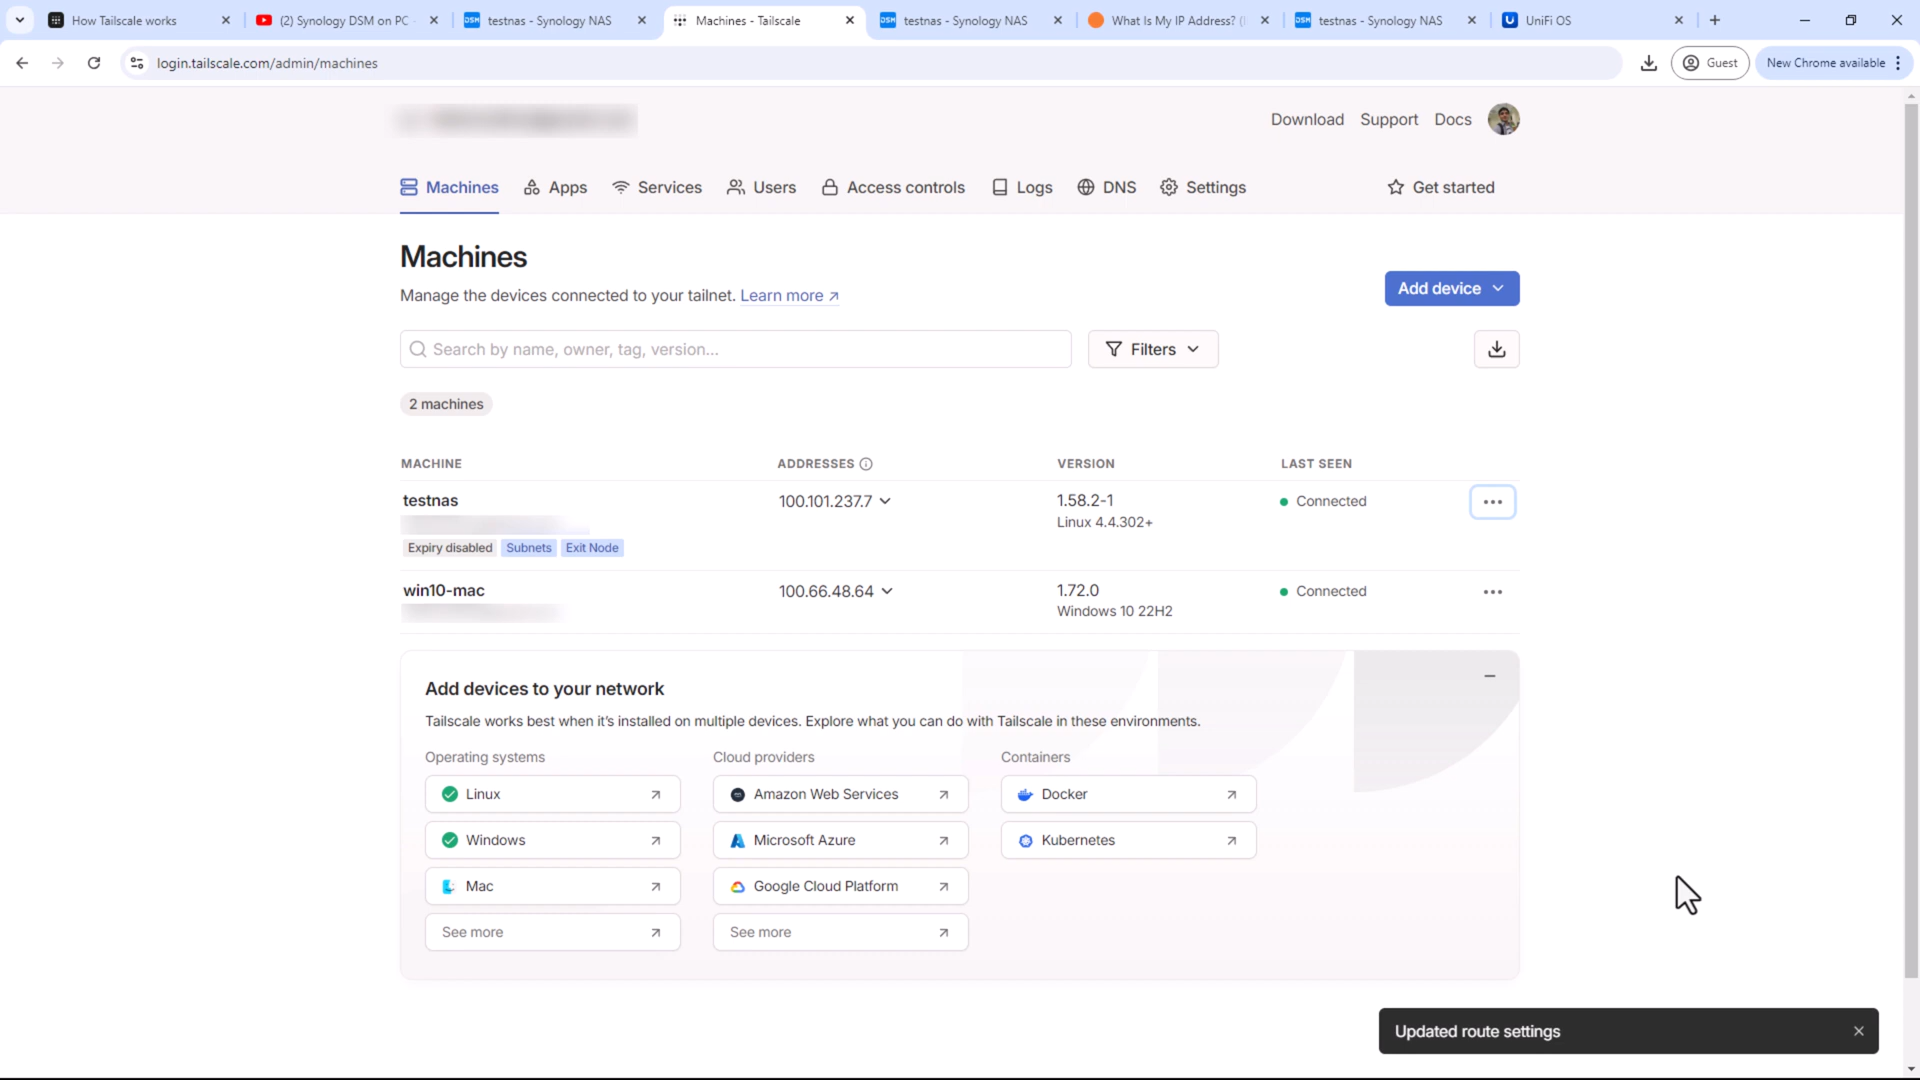 How Tailscale works
(2) Synology DSM on PC
testnas - Synology NAS
Machines - Tailscale
testnas - Synology NAS
What Is My IP Address? (I
testnas - Synology NAS
UniFi OS
login.tailscale.com/admin/machines
Guest
New Chrome available
Download
Support
Docs
Machines
Apps
Services
Users
Access controls
Logs
DNS
Settings
Get started
Machines
Manage the devices connected to your tailnet. Learn more ↗
Add device
Search by name, owner, tag, version...
Filters
2 machines
MACHINE
ADDRESSES
VERSION
LAST SEEN
testnas
100.101.237.7
1.58.2-1
Linux 4.4.302+
Connected
Expiry disabled
Subnets
Exit Node
win10-mac
100.66.48.64
1.72.0
Windows 10 22H2
Connected
Add devices to your network
Tailscale works best when it's installed on multiple devices. Explore what you can do with Tailscale in these environments.
Operating systems
Cloud providers
Containers
Linux
Amazon Web Services
Docker
Windows
Microsoft Azure
Kubernetes
Mac
Google Cloud Platform
See more
See more
Updated route settings